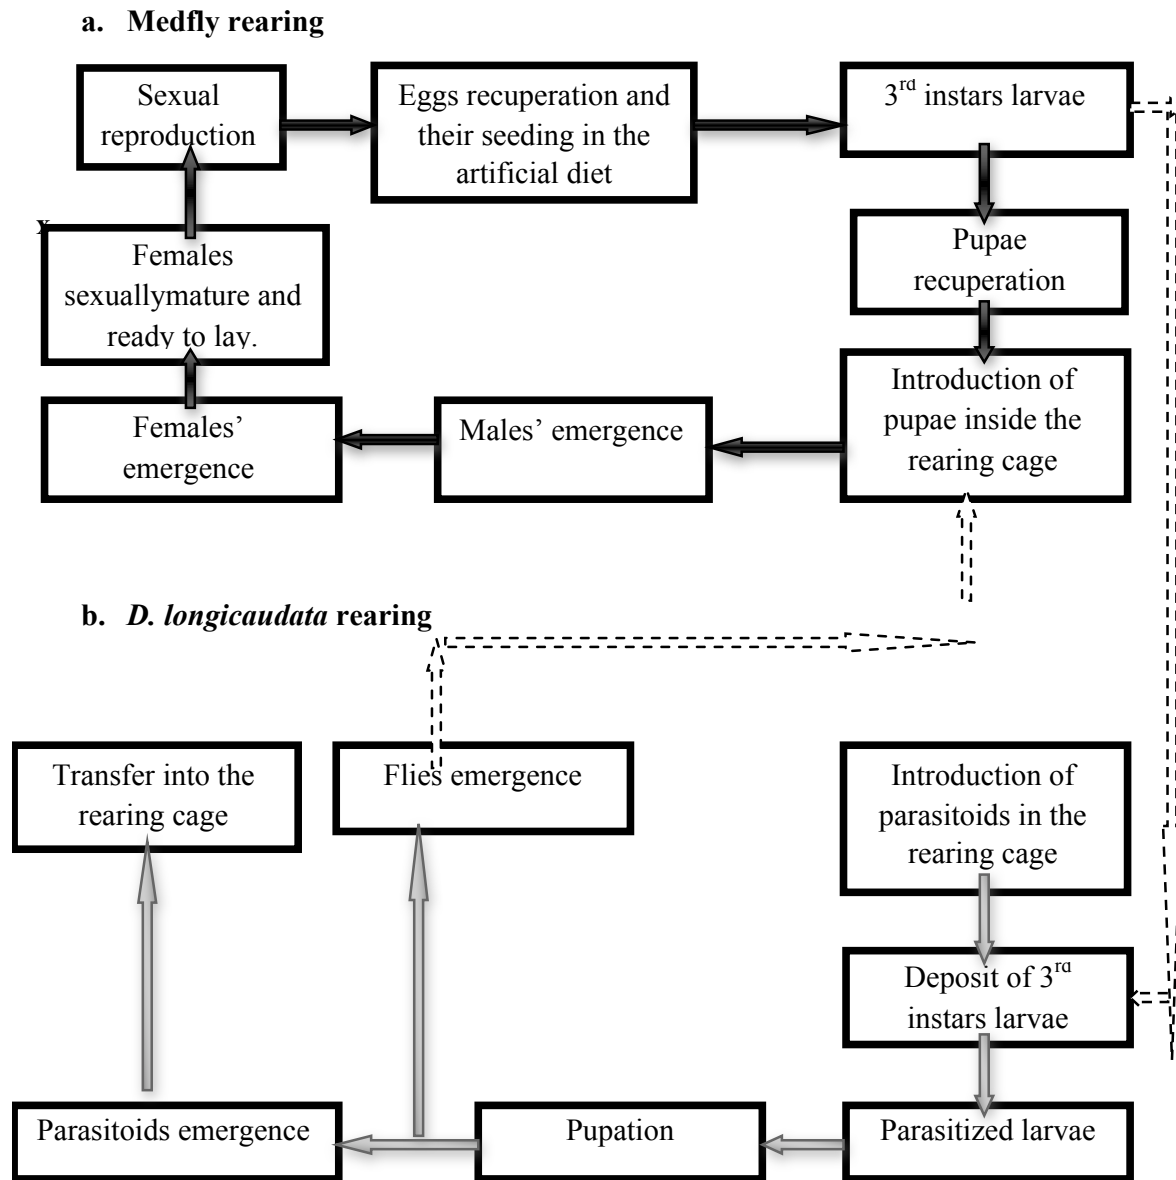 a. Medfly rearing
Sexual
reproduction
Eggs recuperation and
their seeding in the
artificial diet
3rd instars larvae
Pupae
recuperation
x
Females
sexuallymature and
ready to lay.
Introduction of
pupae inside the
rearing cage
Females’
emergence
Males’ emergence
b. D. longicaudata rearing
Transfer into the
rearing cage
Flies emergence
Introduction of
parasitoids in the
rearing cage
Deposit of 3rd
instars larvae
Parasitoids emergence
Pupation
Parasitized larvae